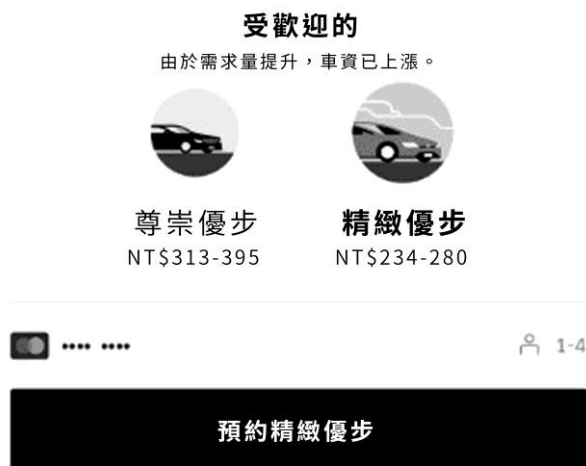 受歡迎的
由於需求量提升，車資已上漲。
尊崇優步
精緻優步
NT$313-395
NT$234-280
•••• ••••
1-4
預約精緻優步